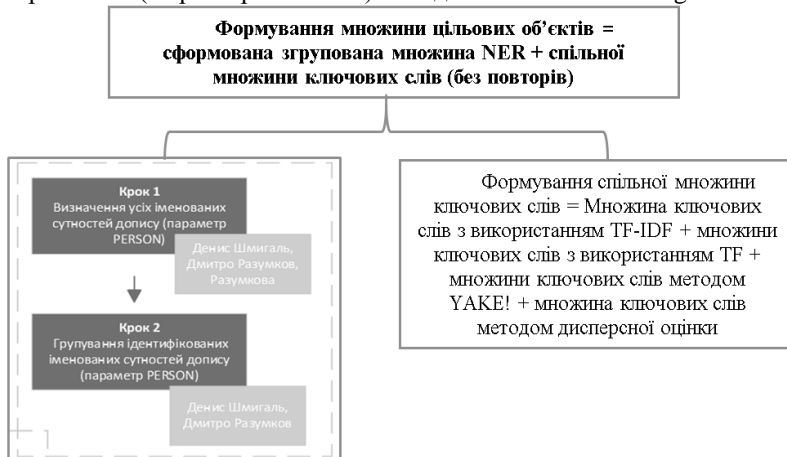 Формування множини цільових об’єктів =
сформована згрупована множина NER + спільної
множини ключових слів (без повторів)
Крок 1
Визначення усіх іменованих
сутностей допису (параметр
PERSON)
Денис Шмигаль,
Дмитро Разумков,
Разумкова
Крок 2
Групування ідентифікованих
іменованих сутностей допису
(параметр PERSON)
Денис Шмигаль,
Дмитро Разумков
Формування спільної множини
ключових слів = Множина ключових
слів з використанням TF-IDF + множини
ключових слів з використанням TF +
множини ключових слів методом
YAKE! + множина ключових слів
методом дисперсної оцінки